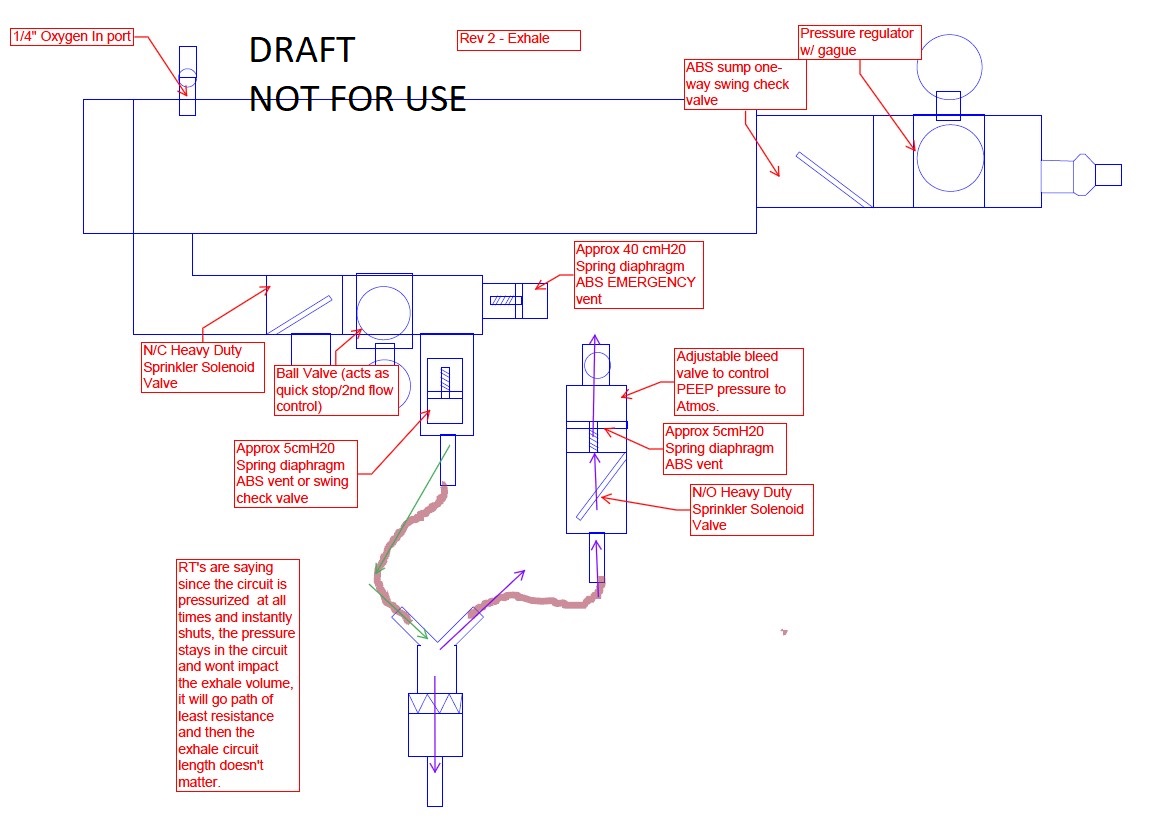 1/4" Oxygen In port
DRAFT
NOT FOR USE
Rev 2 - Exhale
Pressure regulator
w/ gague
ABS sump one-
way swing check
valve
Approx 40 cmH20
Spring diaphragm
ABS EMERGENCY
vent
N/C Heavy Duty
Sprinkler Solenoid
Valve
Ball Valve (acts as
quick stop/2nd flow
control)
Adjustable bleed
valve to control
PEEP pressure to
Atmos.
Approx 5cmH20
Spring diaphragm
ABS vent
Approx 5cmH20
Spring diaphragm
ABS vent or swing
check valve
N/O Heavy Duty
Sprinkler Solenoid
Valve
RT's are saying
since the circuit is
pressurized at all
times and instantly
shuts, the pressure
stays in the circuit
and wont impact
the exhale volume,
it will go path of
least resistance
and then the
exhale circuit
length doesn't
matter.